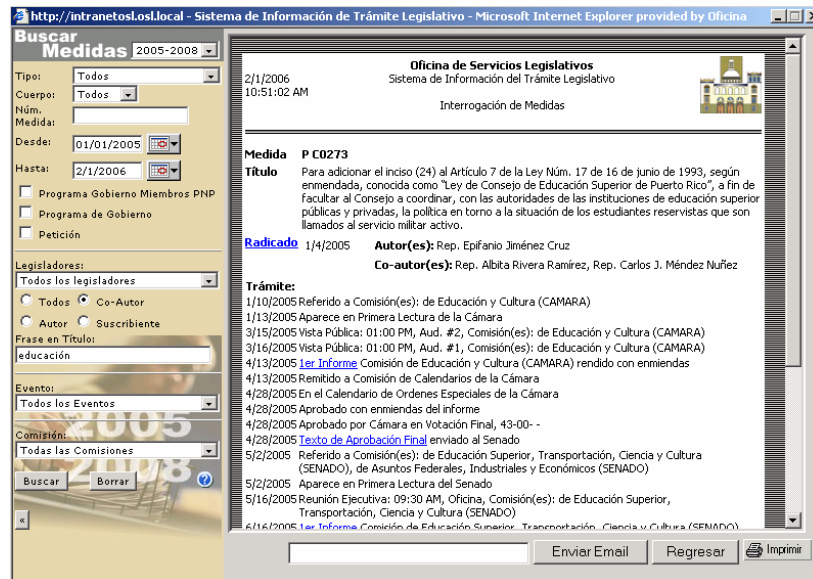 http://intranetosl.osl.local - Sistema de Información de Trámite Legislativo - Microsoft Internet Explorer provided by Oficina
Buscar
Medidas 2005-2008
Tipo: Todos
Cuerpo: Todos
Núm.
Medida:
Desde: 01/01/2005
Hasta: 2/1/2006
Programa Gobierno Miembros PNP
Programa de Gobierno
Petición
Legisladores:
Todos los legisladores
Todos Co-Autor
Autor Suscribiente
Frase en Título:
educación
Evento:
Todos los Eventos
2005
Comisión:
Todas las Comisiones
2008
Buscar Borrar ?
«
2/1/2006
10:51:02 AM
Oficina de Servicios Legislativos
Sistema de Información del Trámite Legislativo
Interrogación de Medidas
Medida P C0273
Título Para adicionar el inciso (24) al Artículo 7 de la Ley Núm. 17 de 16 de junio de 1993, según
enmendada, conocida como "Ley de Consejo de Educación Superior de Puerto Rico", a fin de
facultar al Consejo a coordinar, con las autoridades de las instituciones de educación superior
públicas y privadas, la política en torno a la situación de los estudiantes reservistas que son
llamados al servicio militar activo.
Radicado 1/4/2005 Autor(es): Rep. Epifanio Jiménez Cruz
Co-autor(es): Rep. Albita Rivera Ramírez, Rep. Carlos J. Méndez Nuñez
Trámite:
1/10/2005 Referido a Comisión(es): de Educación y Cultura (CAMARA)
1/13/2005 Aparece en Primera Lectura de la Cámara
3/15/2005 Vista Pública: 01:00 PM, Aud. #2, Comisión(es): de Educación y Cultura (CAMARA)
3/16/2005 Vista Pública: 01:00 PM, Aud. #1, Comisión(es): de Educación y Cultura (CAMARA)
4/13/2005 1er Informe Comisión de Educación y Cultura (CAMARA) rendido con enmiendas
4/13/2005 Remitido a Comisión de Calendarios de la Cámara
4/28/2005 En el Calendario de Ordenes Especiales de la Cámara
4/28/2005 Aprobado con enmiendas del informe
4/28/2005 Aprobado por Cámara en Votación Final, 43-00- -
4/28/2005 Texto de Aprobación Final enviado al Senado
5/2/2005 Referido a Comisión(es): de Educación Superior, Transportación, Ciencia y Cultura
(SENADO), de Asuntos Federales, Industriales y Económicos (SENADO)
5/2/2005 Aparece en Primera Lectura del Senado
5/16/2005 Reunión Ejecutiva: 09:30 AM, Oficina, Comisión(es): de Educación Superior,
Transportación, Ciencia y Cultura (SENADO)
6/16/2005 1er Informe Comisión de Educación Superior, Transportación, Ciencia y Cultura (SENADO)
Enviar Email Regresar Imprimir